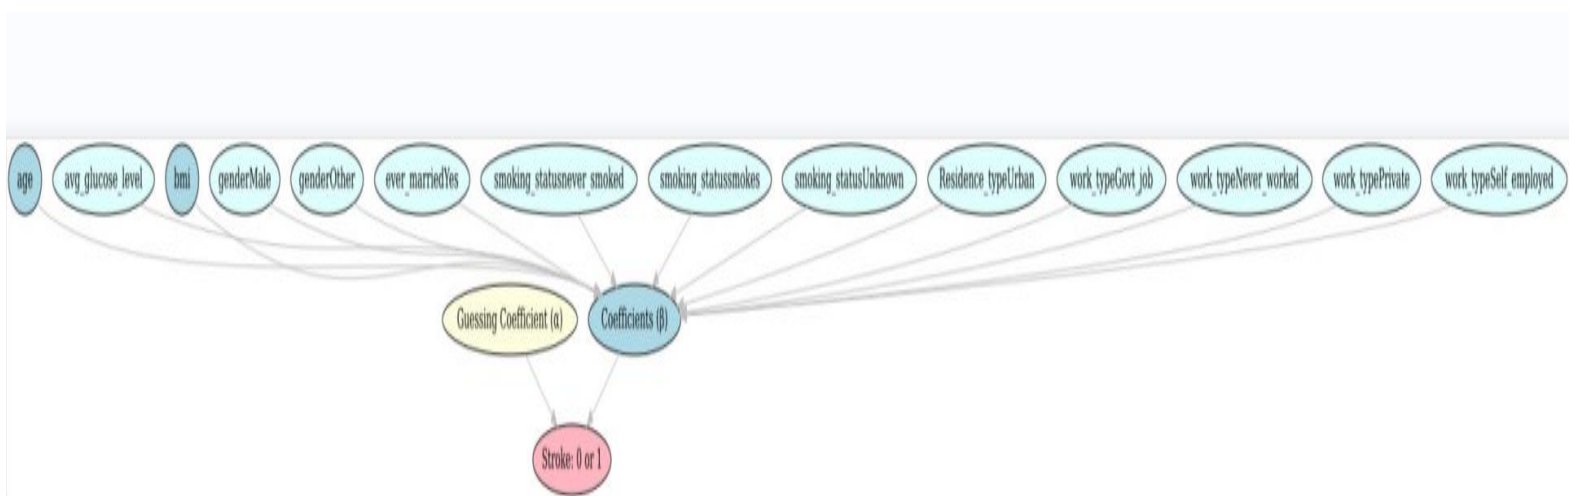 age
avg_glucose_level
bmi
genderMale
genderOther
ever_marriedYes
smoking_statusnever_smoked
smoking_statussmokes
smoking_statusUnknown
Residence_typeUrban
work_typeGovt_job
work_typeNever_worked
work_typePrivate
work_typeSelf_employed
Guessing Coefficient (α)
Coefficients (β)
Stroke: 0 or 1